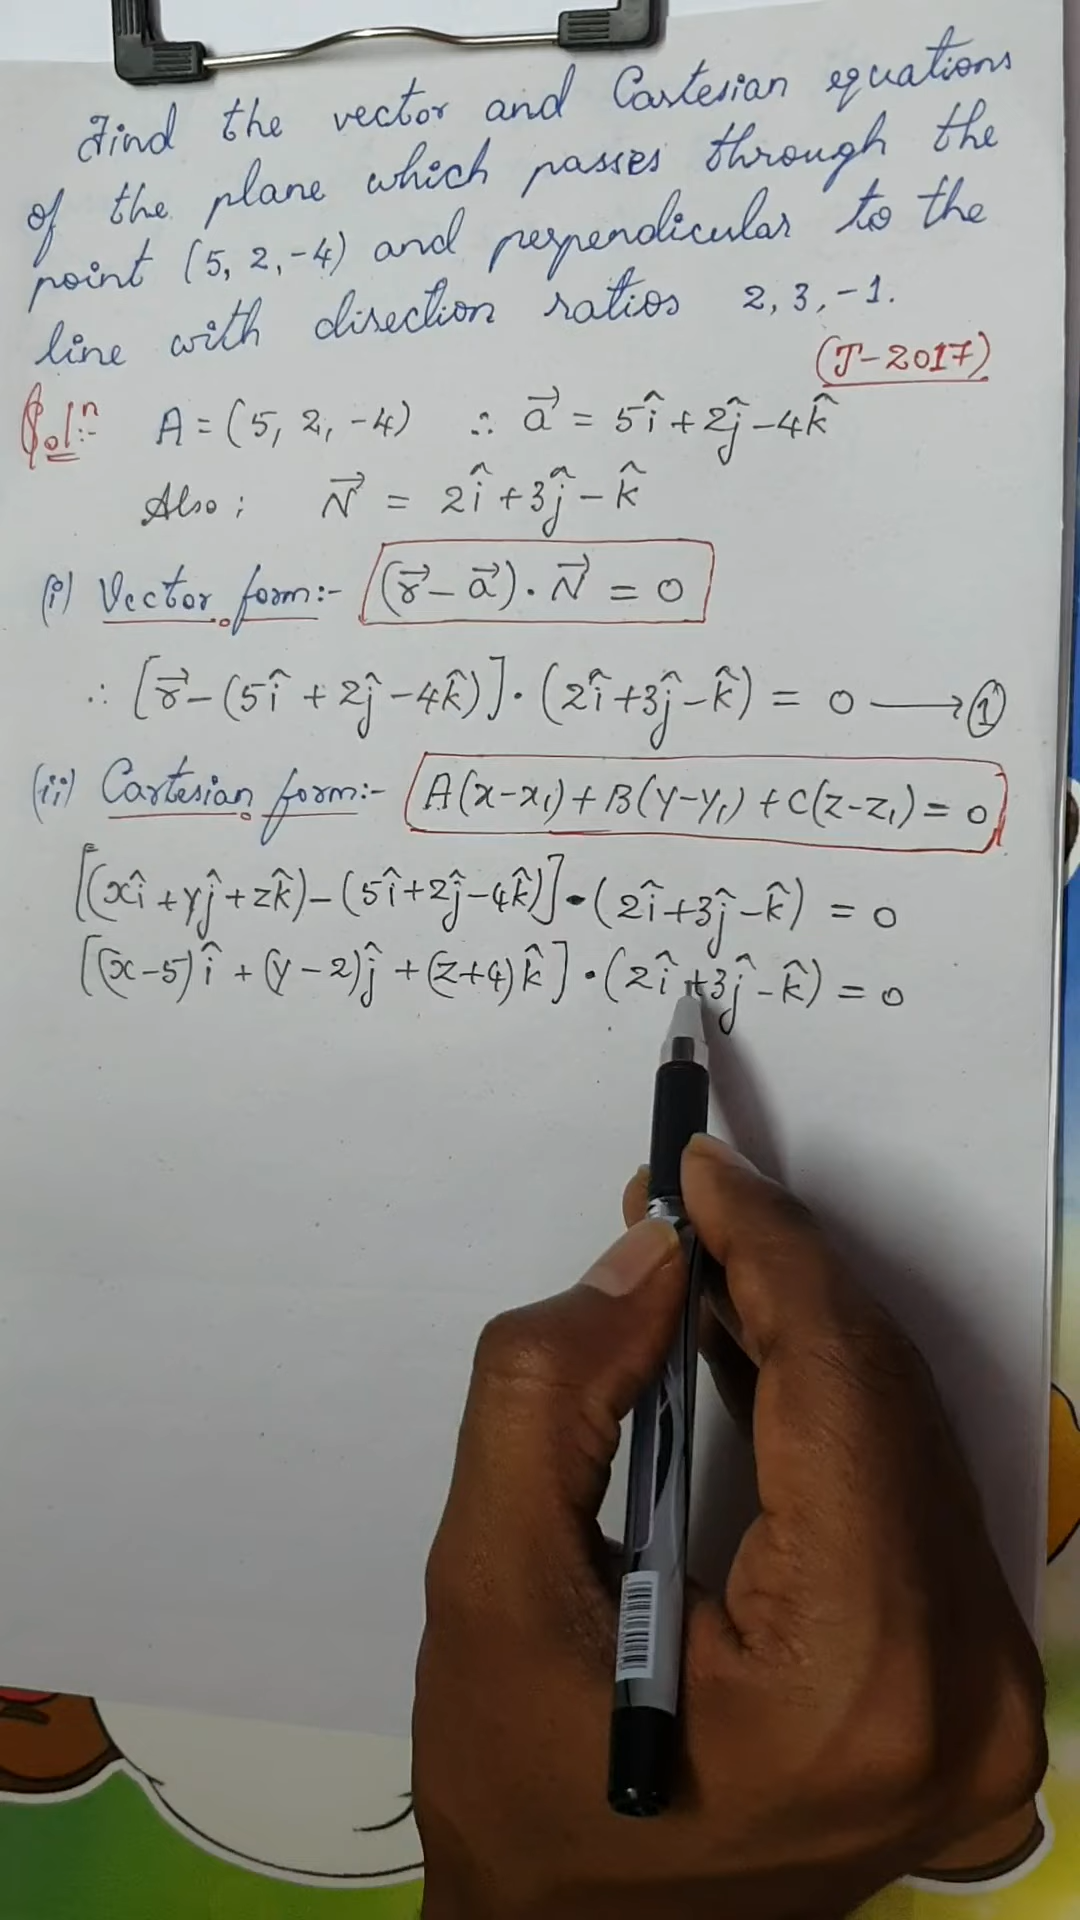 Find the vector and Cartesian equations
of the plane which passes through the
point (5, 2, -4) and perpendicular to the
line with direction ratios 2, 3, -1.
(J-2017)
Solⁿ:- A = (5, 2, -4) ∴ a⃗ = 5î + 2ĵ - 4k̂
Also; N⃗ = 2î + 3ĵ - k̂
(i) Vector form:- (r⃗ - a⃗) · N⃗ = 0
∴ [r⃗ - (5î + 2ĵ - 4k̂)] · (2î + 3ĵ - k̂) = 0 ⟶ ①
(ii) Cartesian form:- A(x-x₁) + B(y-y₁) + C(z-z₁) = 0
[(xî + yĵ + zk̂) - (5î + 2ĵ - 4k̂)] · (2î + 3ĵ - k̂) = 0
[(x-5)î + (y-2)ĵ + (z+4)k̂] · (2î + 3ĵ - k̂) = 0